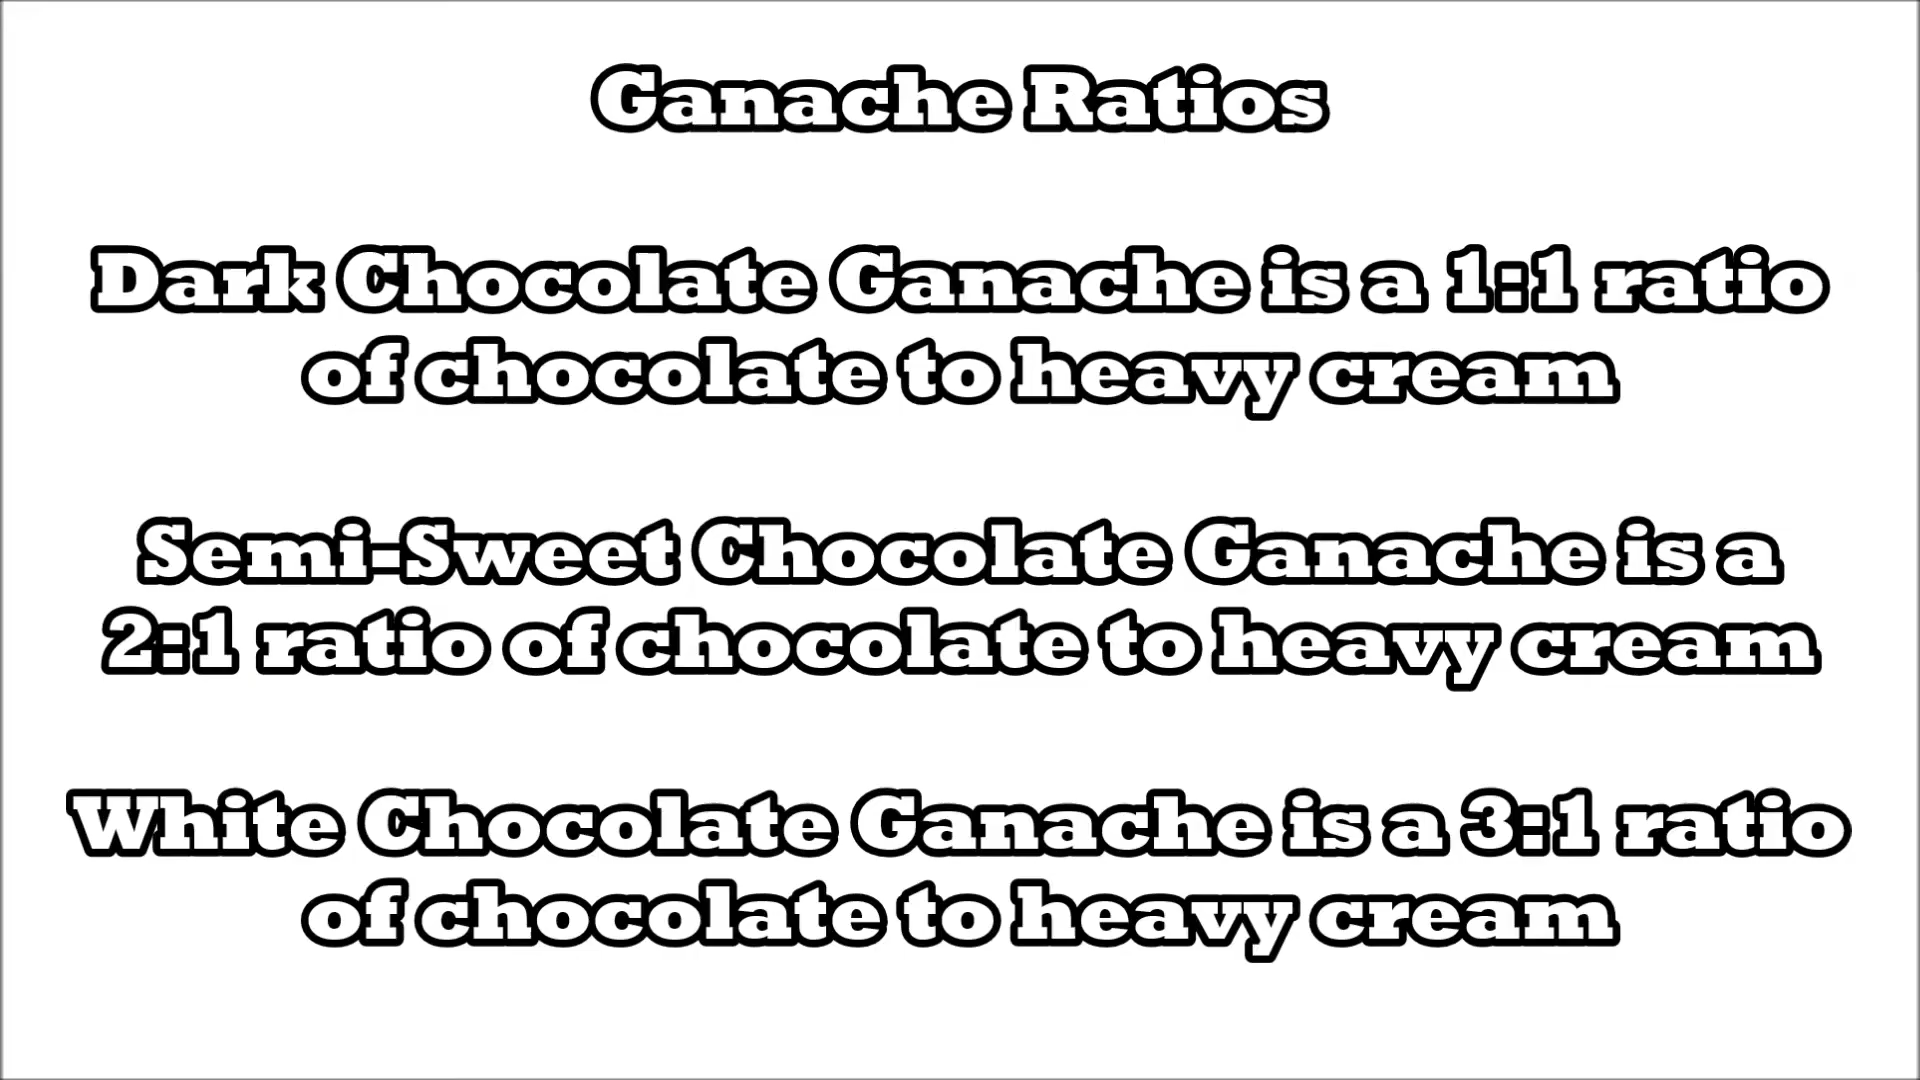 Ganache Ratios
Dark Chocolate Ganache is a 1:1 ratio
of chocolate to heavy cream
Semi-Sweet Chocolate Ganache is a
2:1 ratio of chocolate to heavy cream
White Chocolate Ganache is a 3:1 ratio
of chocolate to heavy cream